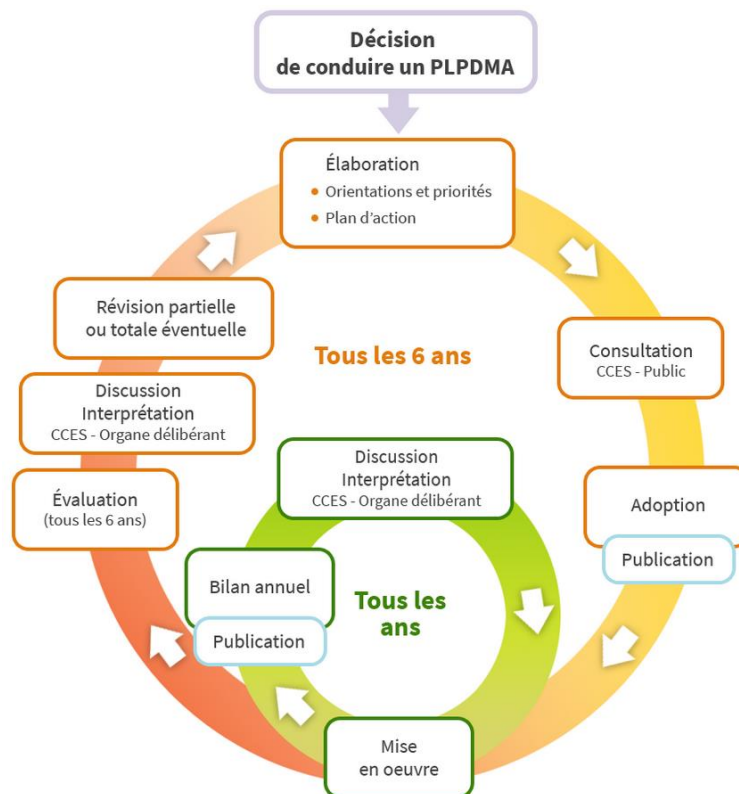 Décision
de conduire un PLPDMA
Élaboration
• Orientations et priorités
• Plan d'action
Révision partielle
ou totale éventuelle
Tous les 6 ans
Consultation
CCES - Public
Discussion
Interprétation
CCES - Organe délibérant
Discussion
Interprétation
CCES - Organe délibérant
Évaluation
(tous les 6 ans)
Adoption
Publication
Bilan annuel
Publication
Tous les
ans
Mise
en oeuvre